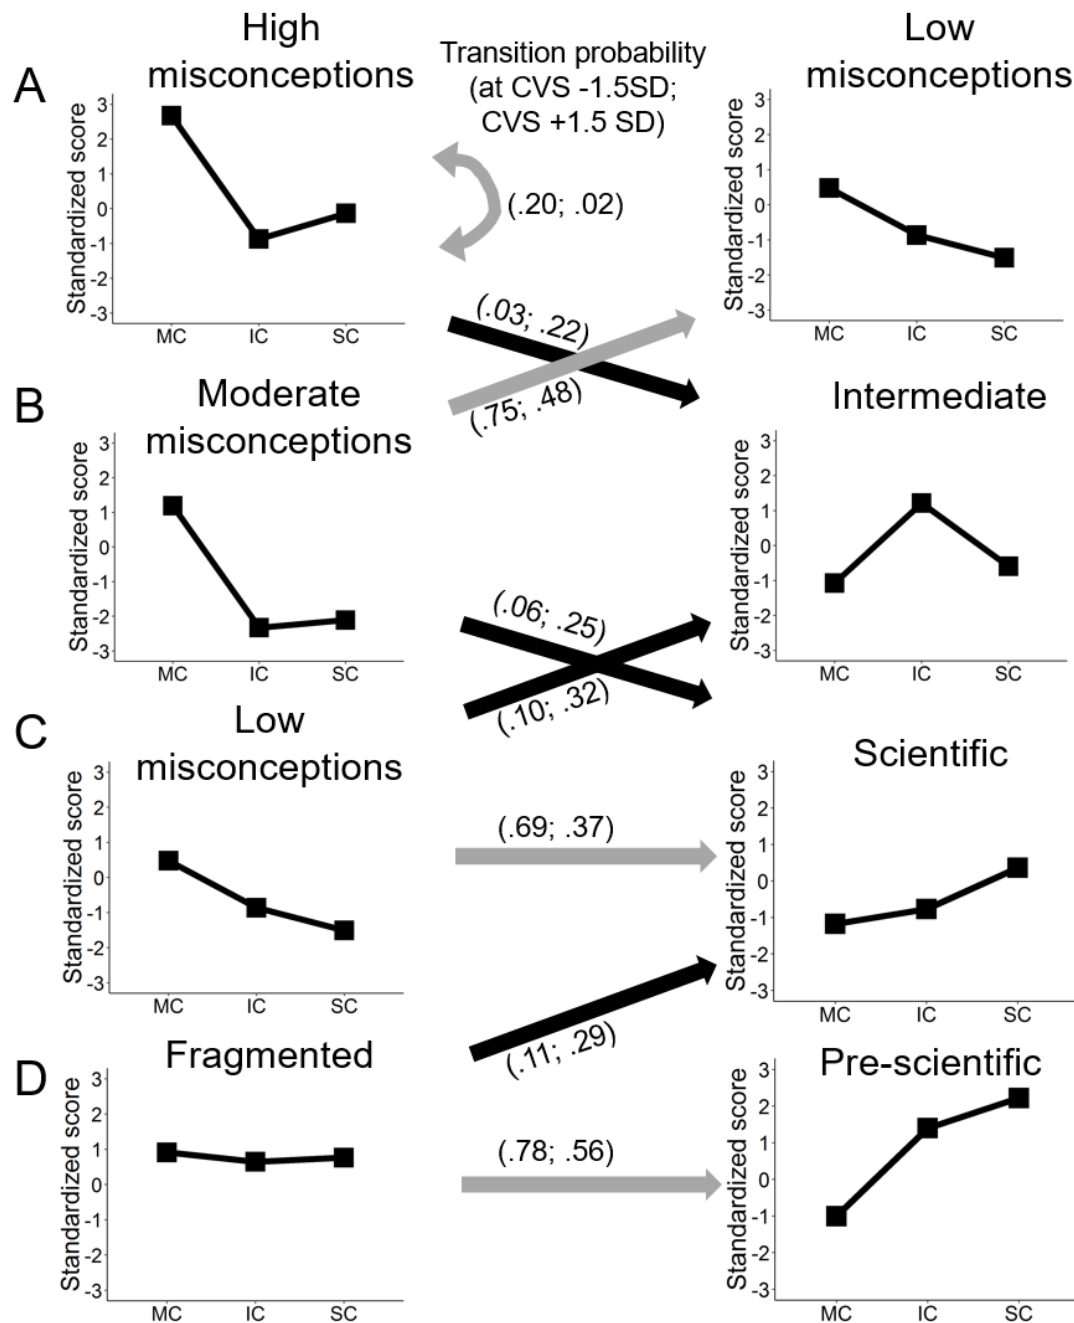 High
misconceptions
Transition probability
(at CVS -1.5SD;
CVS +1.5 SD)
Low
misconceptions
A
Standardized score
3
2
1
0
-1
-2
-3
MC IC SC
(.20; .02)
Standardized score
3
2
1
0
-1
-2
-3
MC IC SC
(.03; .22)
(.75; .48)
B
Moderate
misconceptions
Standardized score
3
2
1
0
-1
-2
-3
MC IC SC
Intermediate
Standardized score
3
2
1
0
-1
-2
-3
MC IC SC
(.06; .25)
(.10; .32)
C
Low
misconceptions
Standardized score
3
2
1
0
-1
-2
-3
MC IC SC
(.69; .37)
Scientific
Standardized score
3
2
1
0
-1
-2
-3
MC IC SC
(.11; .29)
D
Fragmented
Standardized score
3
2
1
0
-1
-2
-3
MC IC SC
(.78; .56)
Pre-scientific
Standardized score
3
2
1
0
-1
-2
-3
MC IC SC